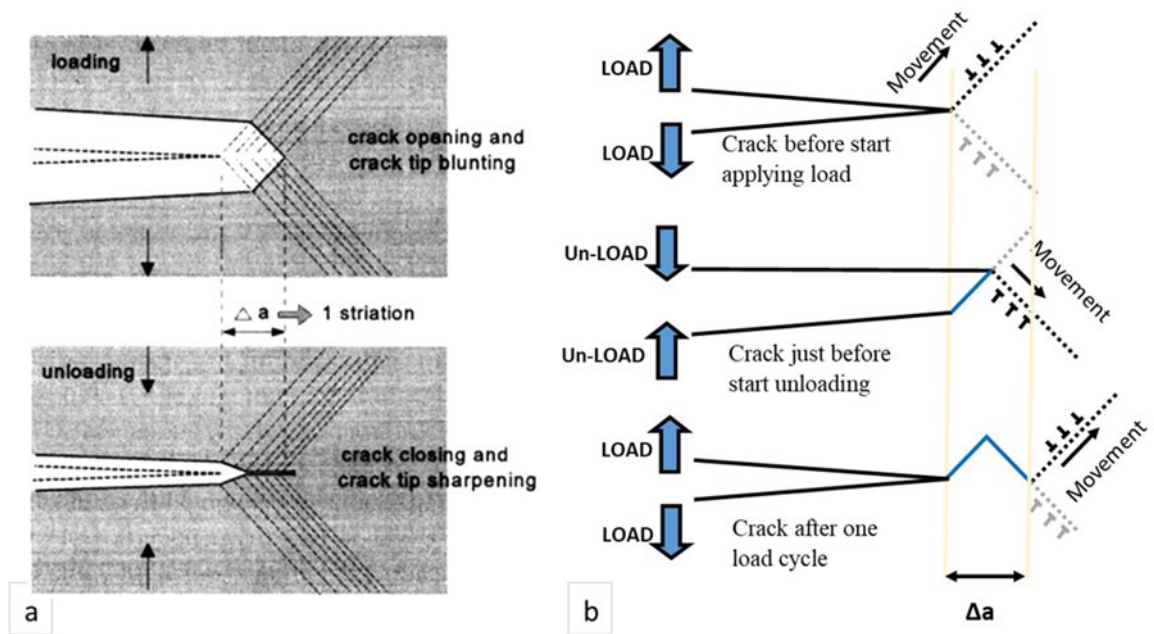 loading
crack opening and
crack tip blunting
Δ a
1 striation
unloading
crack closing and
crack tip sharpening
a
LOAD
LOAD
Movement
Crack before start
applying load
Un-LOAD
Un-LOAD
Movement
Crack just before
start unloading
LOAD
LOAD
Movement
Crack after one
load cycle
Δa
b